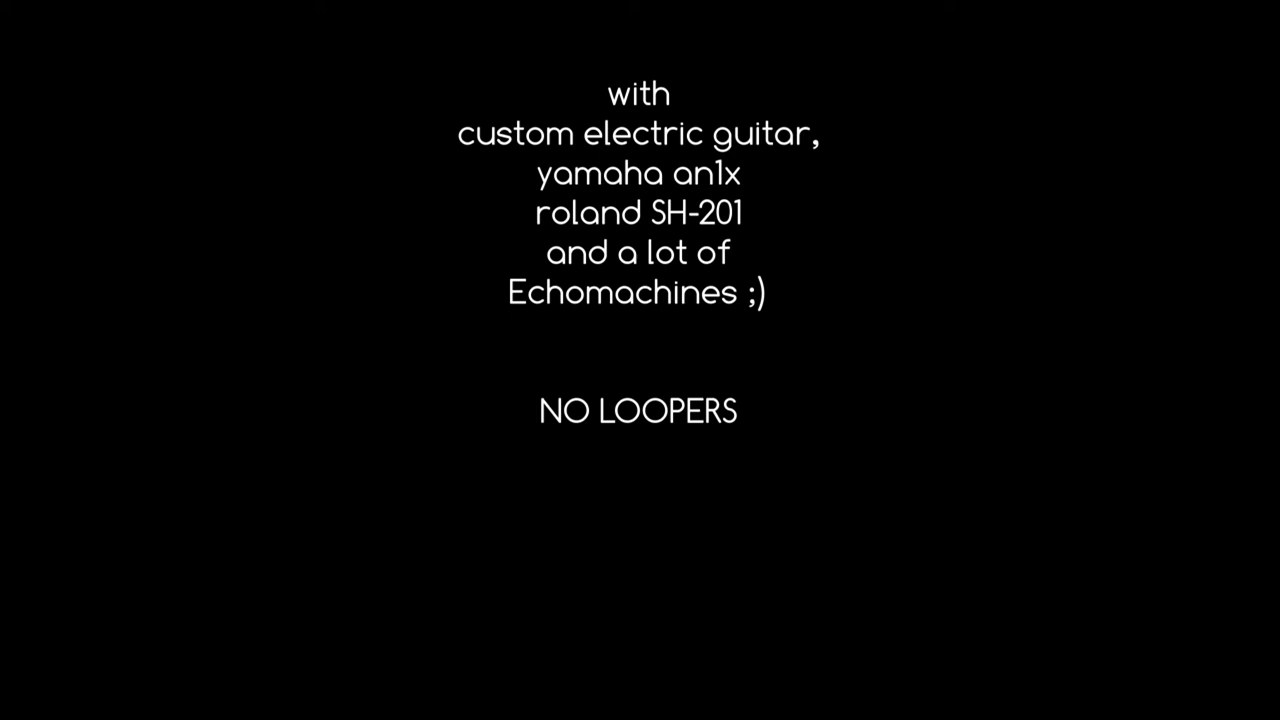 with
custom electric guitar,
yamaha an1x
roland SH-201
and a lot of
Echomachines ;)
NO LOOPERS